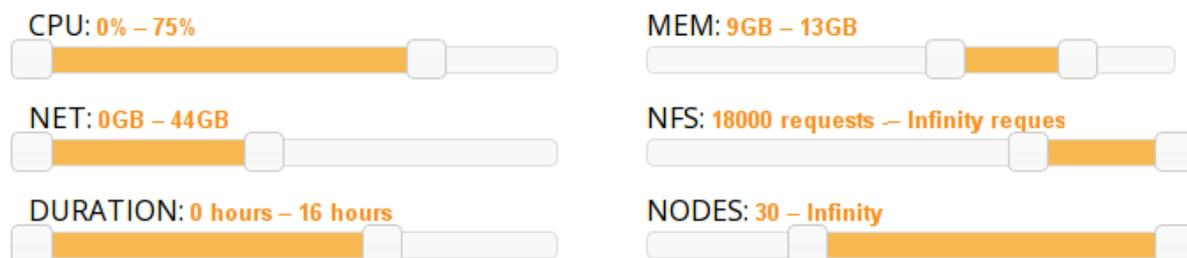 CPU: 0% – 75%
MEM: 9GB – 13GB
NET: 0GB – 44GB
NFS: 18000 requests -– Infinity reques
DURATION: 0 hours – 16 hours
NODES: 30 – Infinity